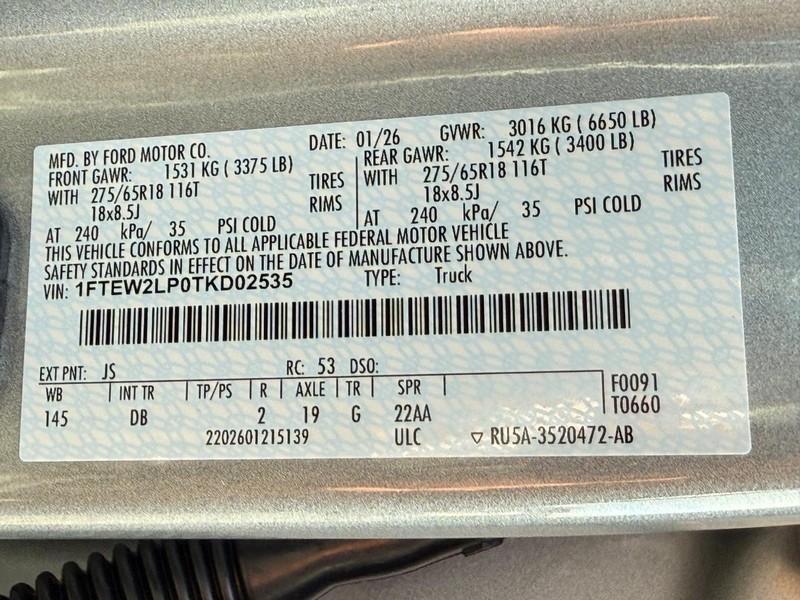 MFD. BY FORD MOTOR CO. DATE: 01/26 GVWR: 3016 KG ( 6650 LB)
FRONT GAWR: 1531 KG ( 3375 LB) REAR GAWR: 1542 KG ( 3400 LB)
WITH 275/65R18 116T TIRES WITH 275/65R18 116T TIRES
18x8.5J RIMS 18x8.5J RIMS
AT 240 kPa/ 35 PSI COLD AT 240 kPa/ 35 PSI COLD
THIS VEHICLE CONFORMS TO ALL APPLICABLE FEDERAL MOTOR VEHICLE
SAFETY STANDARDS IN EFFECT ON THE DATE OF MANUFACTURE SHOWN ABOVE.
VIN: 1FTEW2LP0TKD02535 TYPE: Truck
EXT PNT: JS RC: 53 DSO:
WB INT TR TP/PS R AXLE TR SPR F0091
145 DB 2 19 G 22AA T0660
2202601215139 ULC ▽ RU5A-3520472-AB